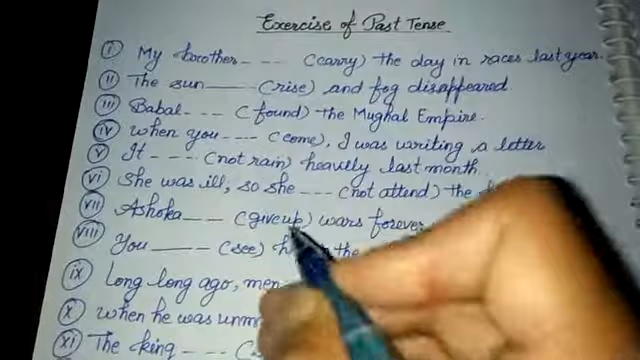 Exercise of Past Tense
i My brother - - - (carry) the day in races last year.
ii The sun ____ (rise) and fog disappeared.
iii Babal - - - (found) the Mughal Empire.
iv when you - - - - (come), I was writing a letter
v It - - - - (not rain) heavily last month.
vi She was ill, so she - - - (not attend) the
vii Ashoka - - - (give up) wars forever
viii You ____ (see) the
ix Long long ago, men
x when he was
xi The king - - - (